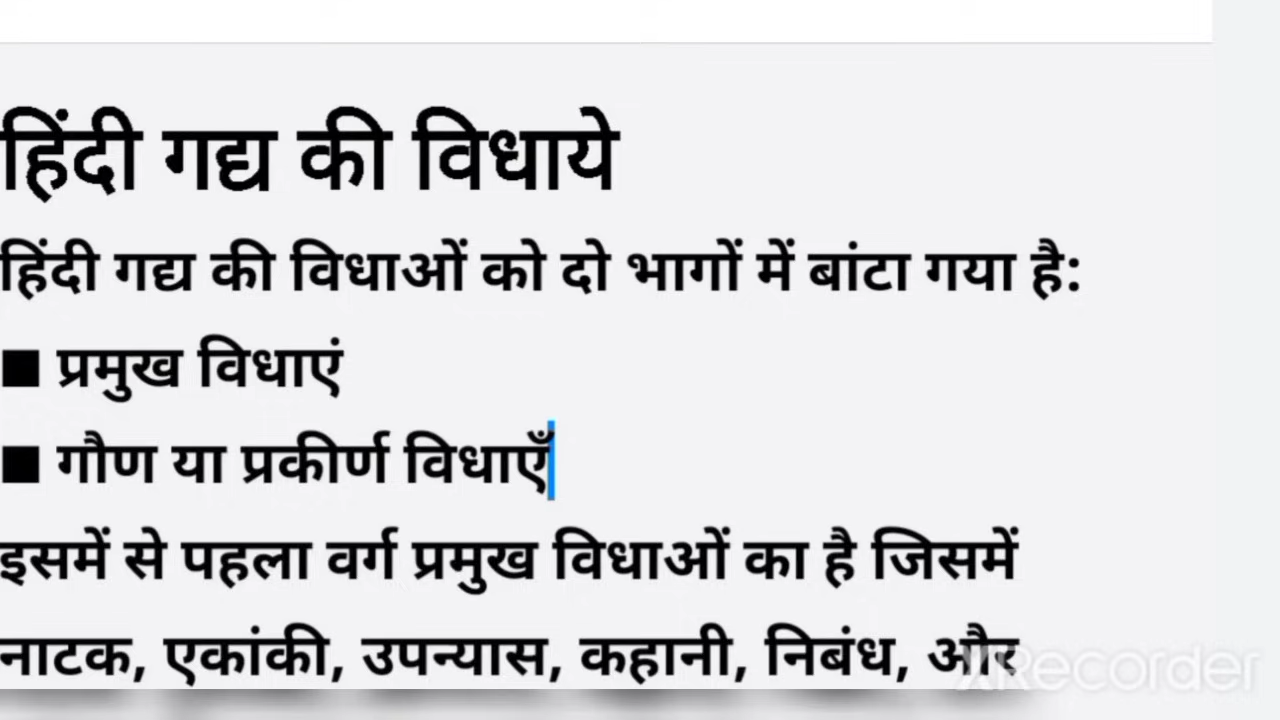 हिंदी गद्य की विधाये
हिंदी गद्य की विधाओं को दो भागों में बांटा गया है:
■ प्रमुख विधाएं
■ गौण या प्रकीर्ण विधाएँ
इसमें से पहला वर्ग प्रमुख विधाओं का है जिसमें
नाटक, एकांकी, उपन्यास, कहानी, निबंध, और
XRecorder